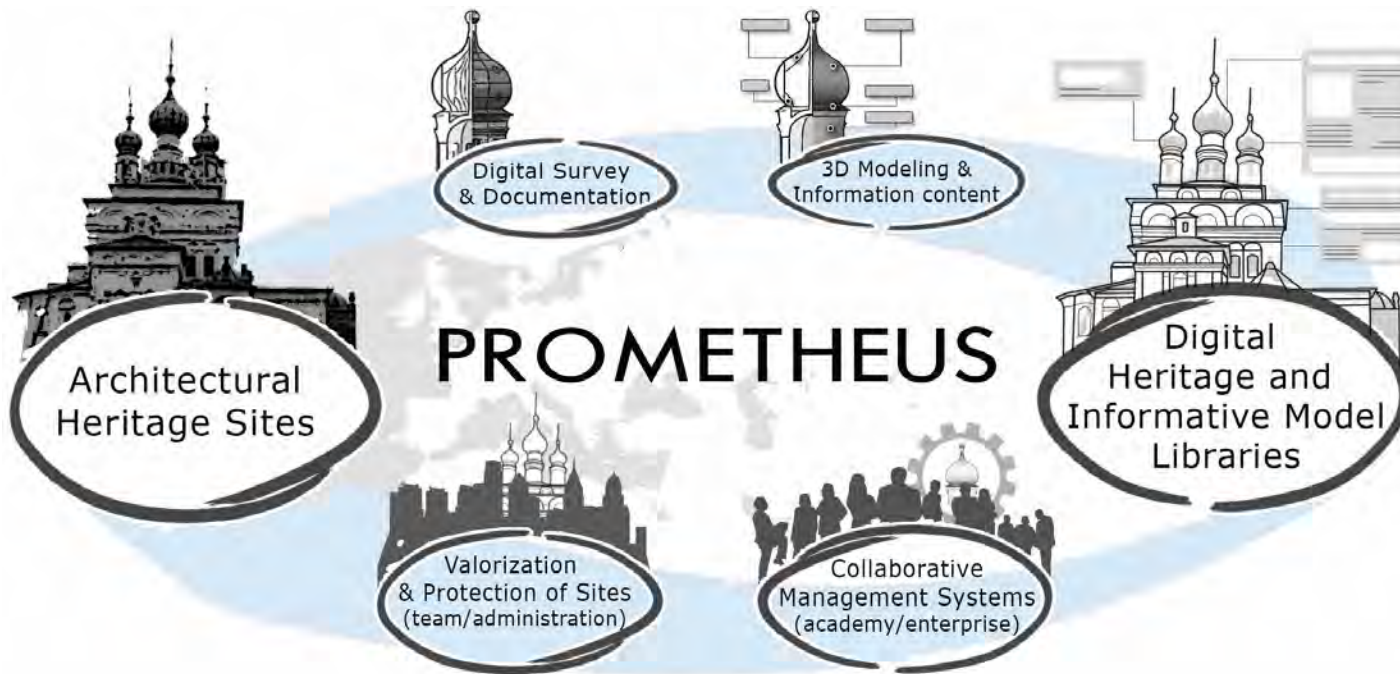 Digital Survey
& Documentation
3D Modeling &
Information content
PROMETHEUS
Architectural
Heritage Sites
Digital
Heritage and
Informative Model
Libraries
Valorization
& Protection of Sites
(team/administration)
Collaborative
Management Systems
(academy/enterprise)